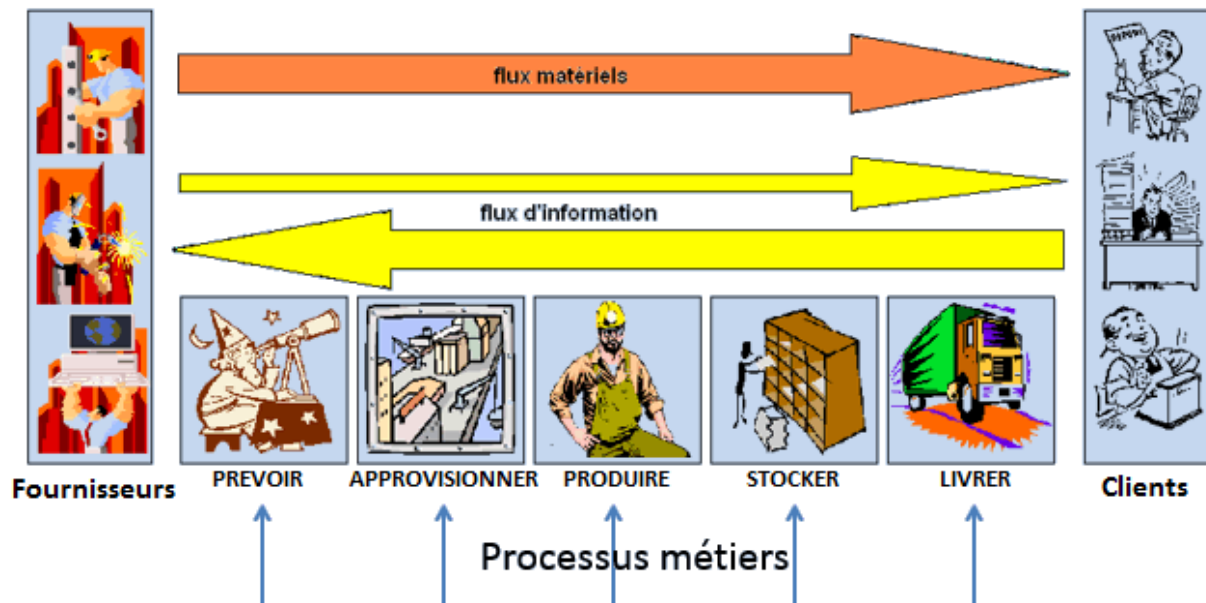 flux matériels
flux d'information
Fournisseurs
PREVOIR
APPROVISIONNER
PRODUIRE
STOCKER
LIVRER
Clients
Processus métiers